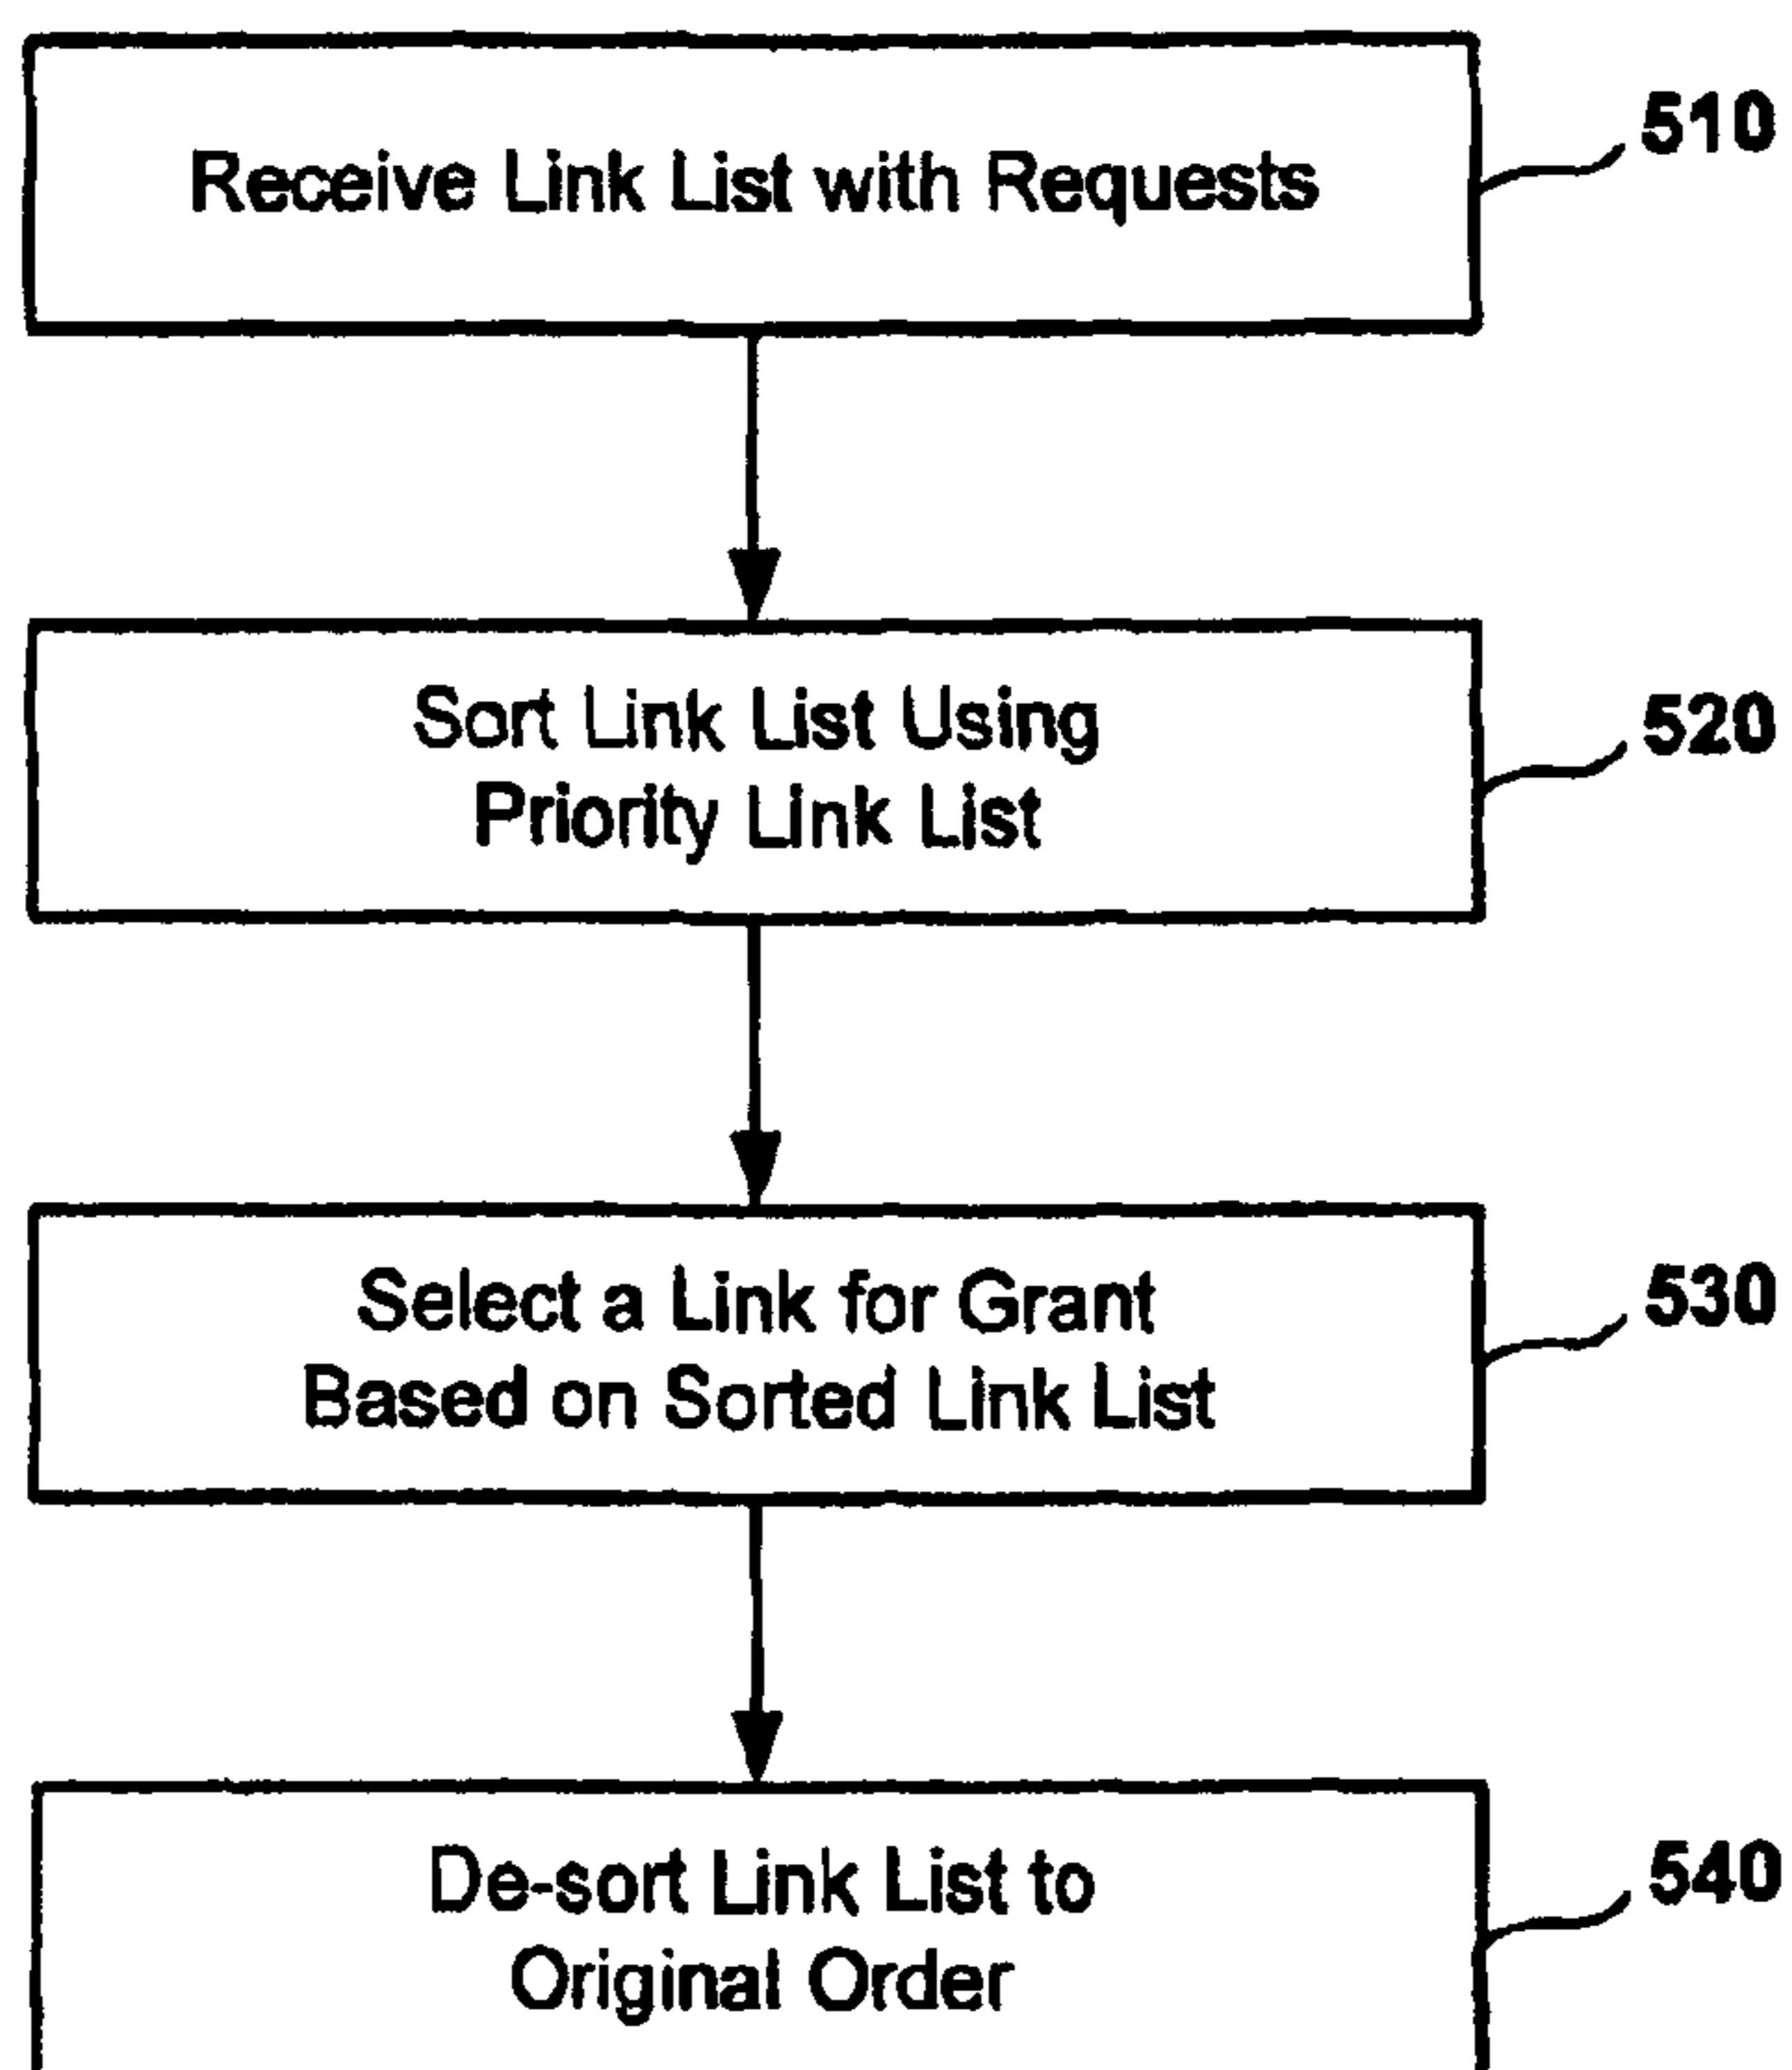 Receive Link List with Requests
510
Sort Link List Using
Priority Link List
520
Select a Link for Grant
Based on Sorted Link List
530
De-sort Link List to
Original Order
540